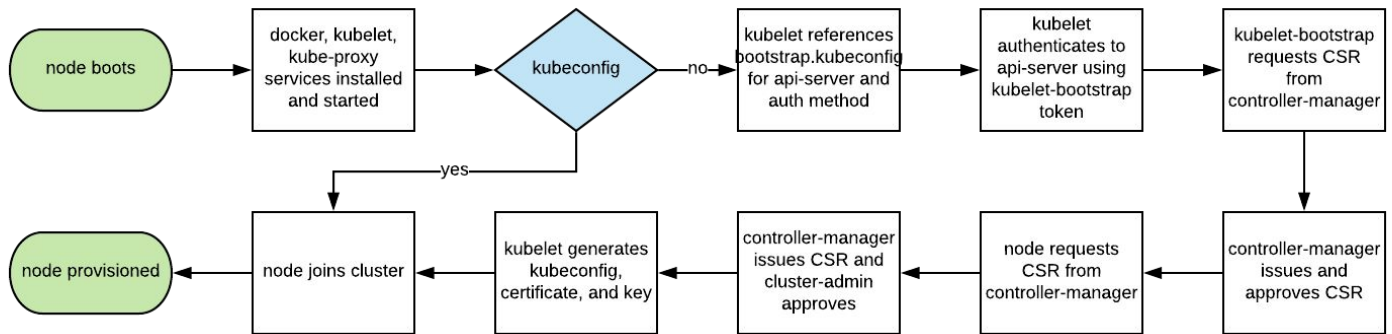 node boots
docker, kubelet,
kube-proxy
services installed
and started
kubeconfig
no
kubelet references
bootstrap.kubeconfig
for api-server and
auth method
kubelet
authenticates to
api-server using
kubelet-bootstrap
token
kubelet-bootstrap
requests CSR
from
controller-manager
yes
node provisioned
node joins cluster
kubelet generates
kubeconfig,
certificate, and key
controller-manager
issues CSR and
cluster-admin
approves
node requests
CSR from
controller-manager
controller-manager
issues and
approves CSR